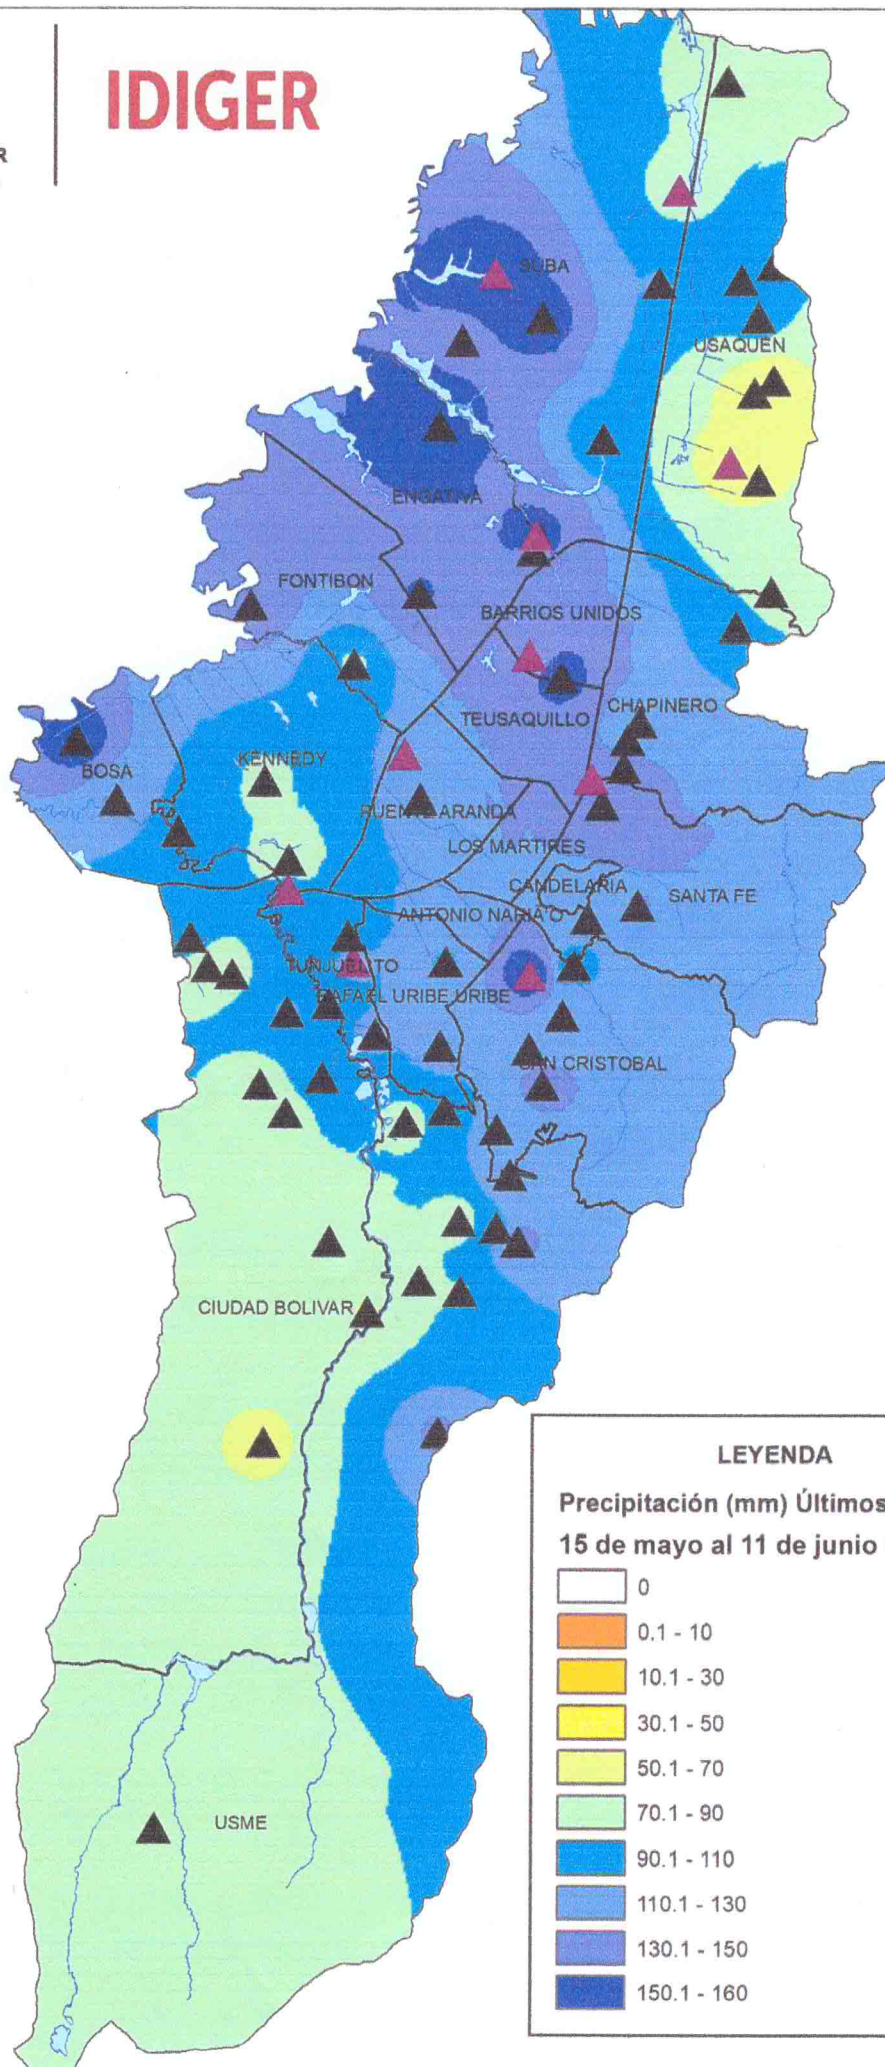 IDIGER
R
SUBA
USAQUEN
ENGATIVA
FONTIBON
BARRIOS UNIDOS
TEUSAQUILLO
CHAPINERO
BOSA
KENNEDY
PUENTE ARANDA
LOS MARTIRES
CANDELARIA
SANTA FE
ANTONIO NARIA'O
TUNJUELITO
RAFAEL URIBE URIBE
SAN CRISTOBAL
CIUDAD BOLIVAR
USME
LEYENDA
Precipitación (mm) Últimos
15 de mayo al 11 de junio
0
0.1 - 10
10.1 - 30
30.1 - 50
50.1 - 70
70.1 - 90
90.1 - 110
110.1 - 130
130.1 - 150
150.1 - 160